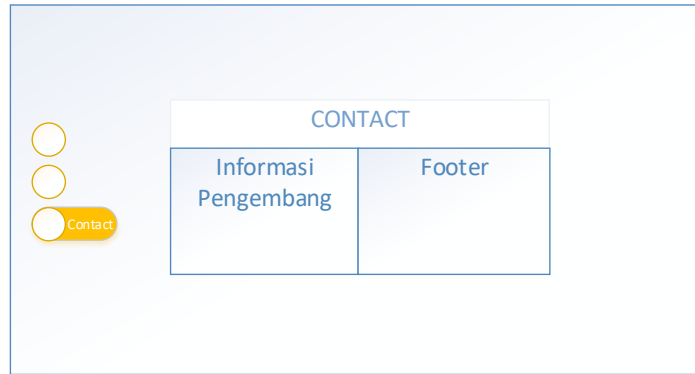 CONTACT
Informasi
Pengembang
Footer
Contact